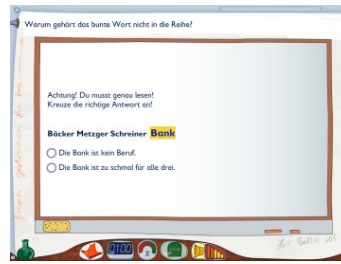 Warum gehört das bunte Wort nicht in die Reihe?
Achtung! Du musst genau lesen!
Kreuze die richtige Antwort an!
Bäcker Metzger Schreiner Bank
Die Bank ist kein Beruf.
Die Bank ist zu schmal für alle drei.
0100